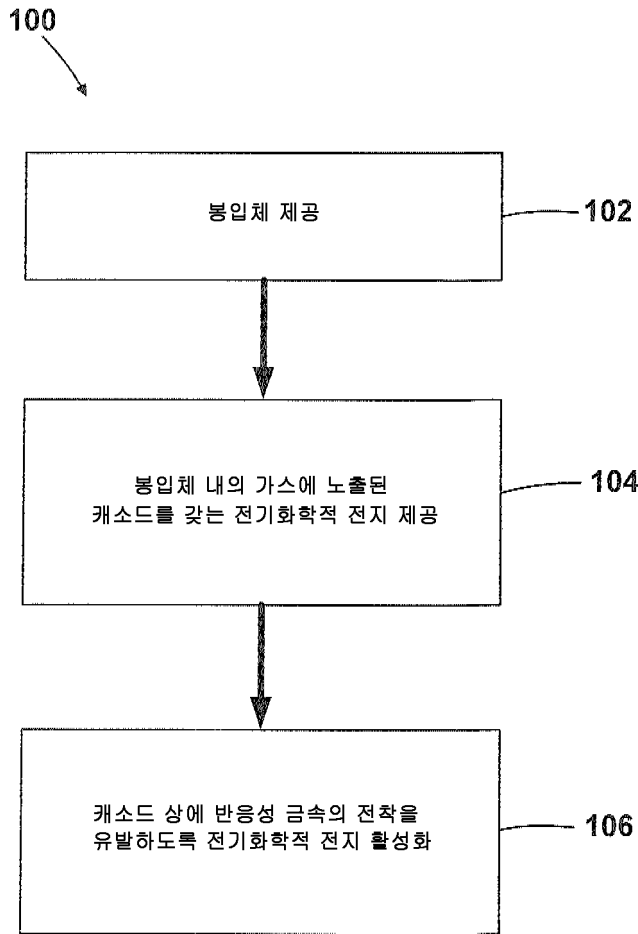 100
봉입체 제공
102
봉입체 내의 가스에 노출된
캐소드를 갖는 전기화학적 전지 제공
104
캐소드 상에 반응성 금속의 전착을
유발하도록 전기화학적 전지 활성화
106